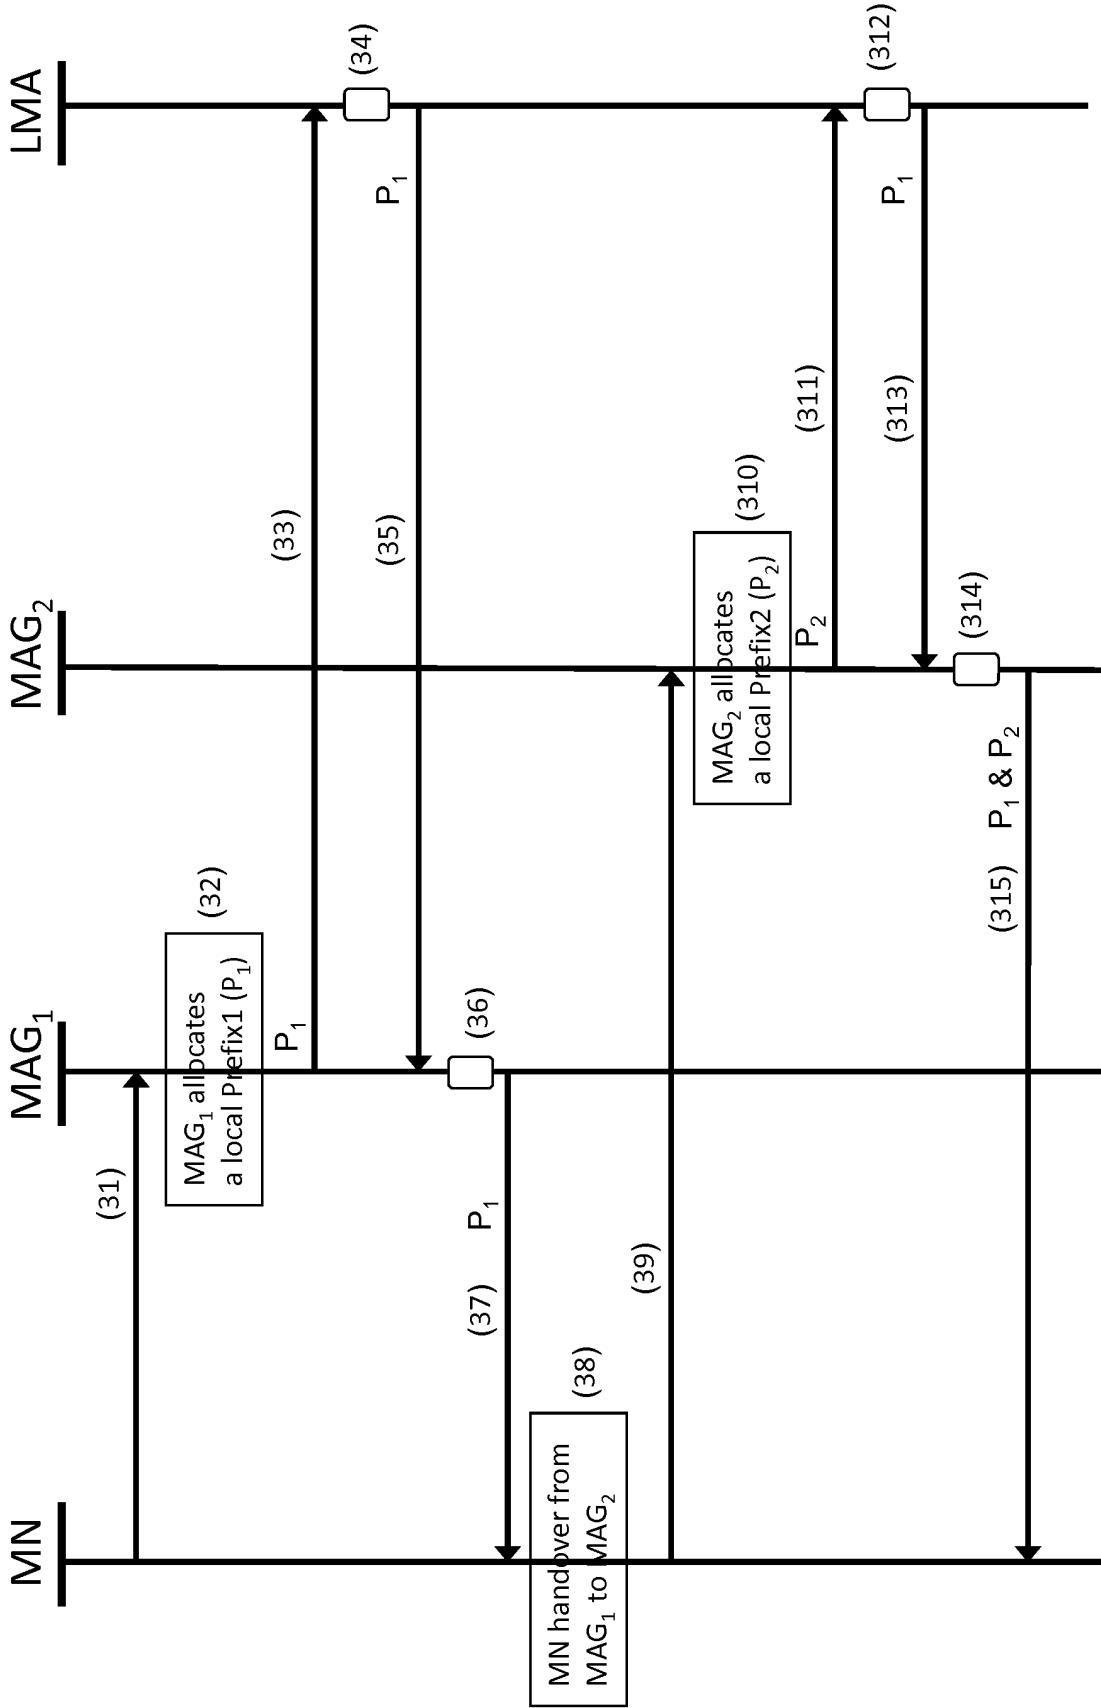 MN
MAG₁
MAG₂
LMA
(31)
MAG₁ allocates
a local Prefix1 (P₁)
(32)
P₁
(33)
(34)
(35)
P₁
(36)
(37)
P₁
MN handover from
MAG₁ to MAG₂
(38)
(39)
MAG₂ allocates
a local Prefix2 (P₂)
(310)
P₂
(311)
(312)
(313)
P₁
(314)
(315)
P₁ & P₂